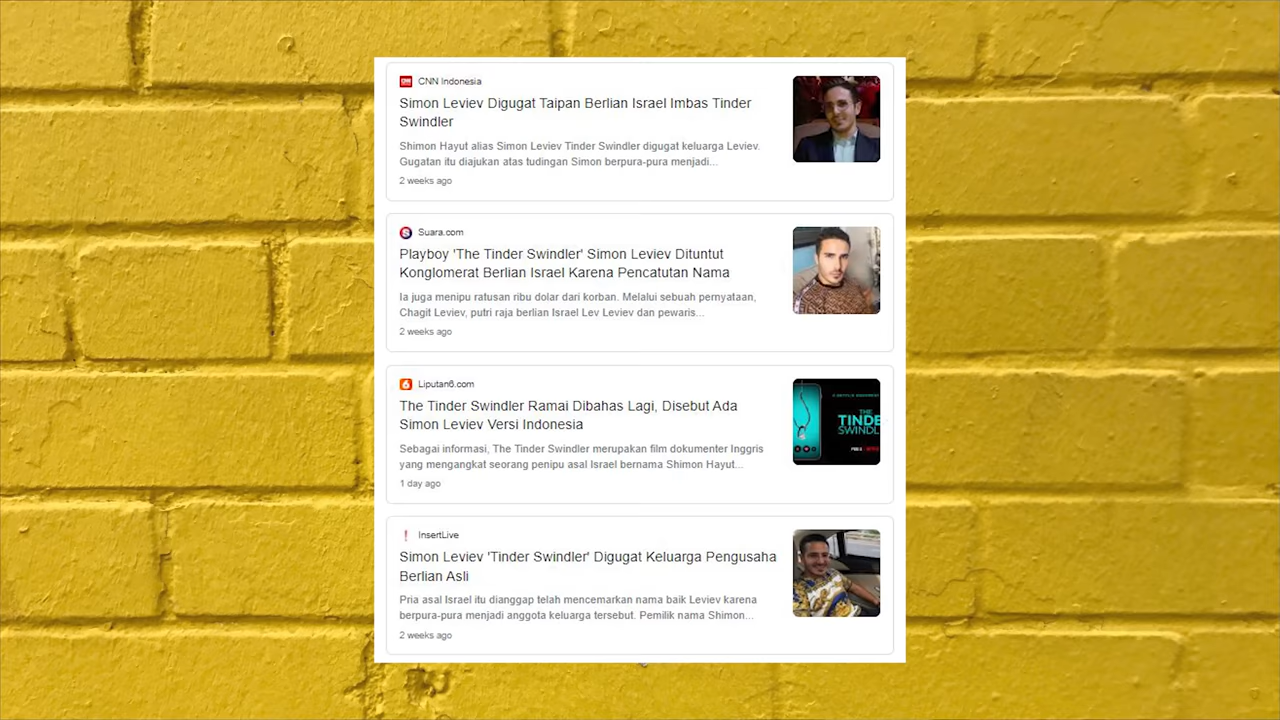 CNN Indonesia
Simon Leviev Digugat Taipan Berlian Israel Imbas Tinder
Swindler
Shimon Hayut alias Simon Leviev Tinder Swindler digugat keluarga Leviev.
Gugatan itu diajukan atas tudingan Simon berpura-pura menjadi...
2 weeks ago
Suara.com
Playboy 'The Tinder Swindler' Simon Leviev Dituntut
Konglomerat Berlian Israel Karena Pencatutan Nama
Ia juga menipu ratusan ribu dolar dari korban. Melalui sebuah pernyataan,
Chagit Leviev, putri raja berlian Israel Lev Leviev dan pewaris...
2 weeks ago
Liputan6.com
The Tinder Swindler Ramai Dibahas Lagi, Disebut Ada
Simon Leviev Versi Indonesia
Sebagai informasi, The Tinder Swindler merupakan film dokumenter Inggris
yang mengangkat seorang penipu asal Israel bernama Shimon Hayut...
1 day ago
THE
TINDE
SWINDL
InsertLive
Simon Leviev 'Tinder Swindler' Digugat Keluarga Pengusaha
Berlian Asli
Pria asal Israel itu dianggap telah mencemarkan nama baik Leviev karena
berpura-pura menjadi anggota keluarga tersebut. Pemilik nama Shimon...
2 weeks ago